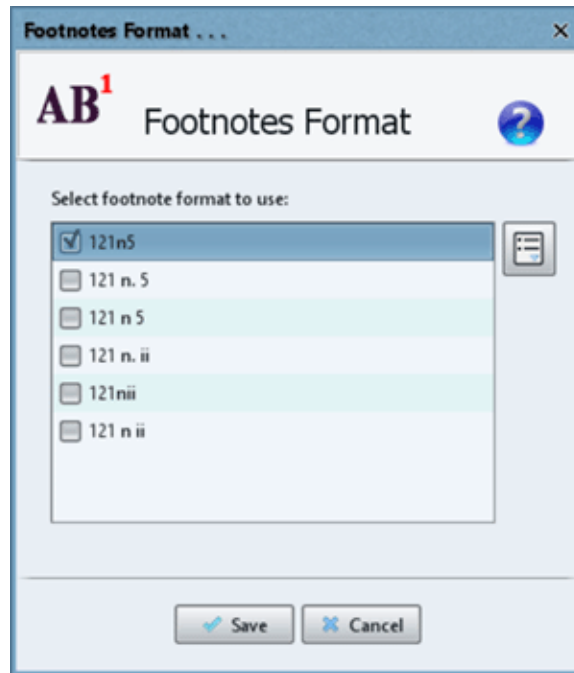 Footnotes Format . . .
AB1
Footnotes Format
?
Select footnote format to use:
121n5
121 n. 5
121 n 5
121 n. ii
121nii
121 n ii
Save
Cancel